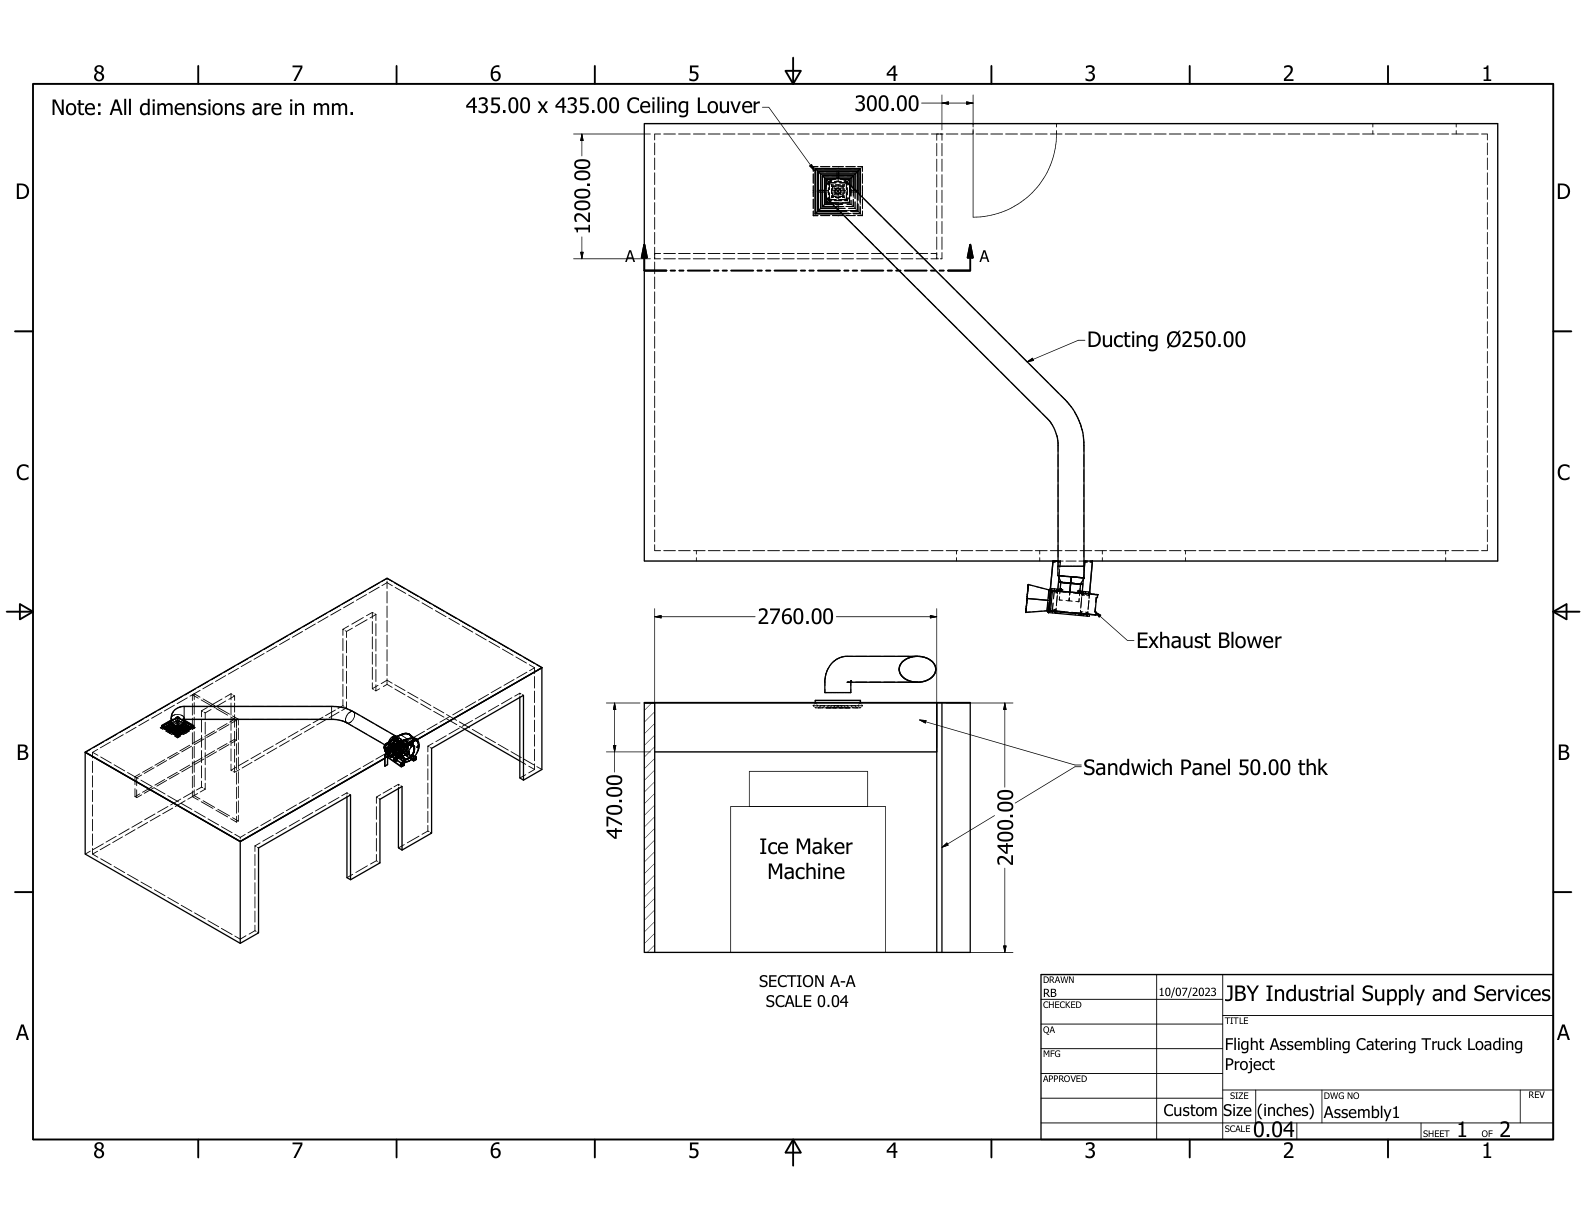 8 7 6 5 4 3 2 1
Note: All dimensions are in mm.
435.00 x 435.00 Ceiling Louver
300.00
D
D
1200.00
A
A
Ducting Ø250.00
C
C
Exhaust Blower
2760.00
B
B
Sandwich Panel 50.00 thk
470.00
2400.00
Ice Maker
Machine
SECTION A-A
SCALE 0.04
A
A
DRAWN
RB
10/07/2023
CHECKED
QA
MFG
APPROVED
JBY Industrial Supply and Services
TITLE
Flight Assembling Catering Truck Loading
Project
SIZE
Custom Size (inches)
DWG NO
Assembly1
REV
SCALE 0.04
SHEET 1 OF 2
8 7 6 5 4 3 2 1